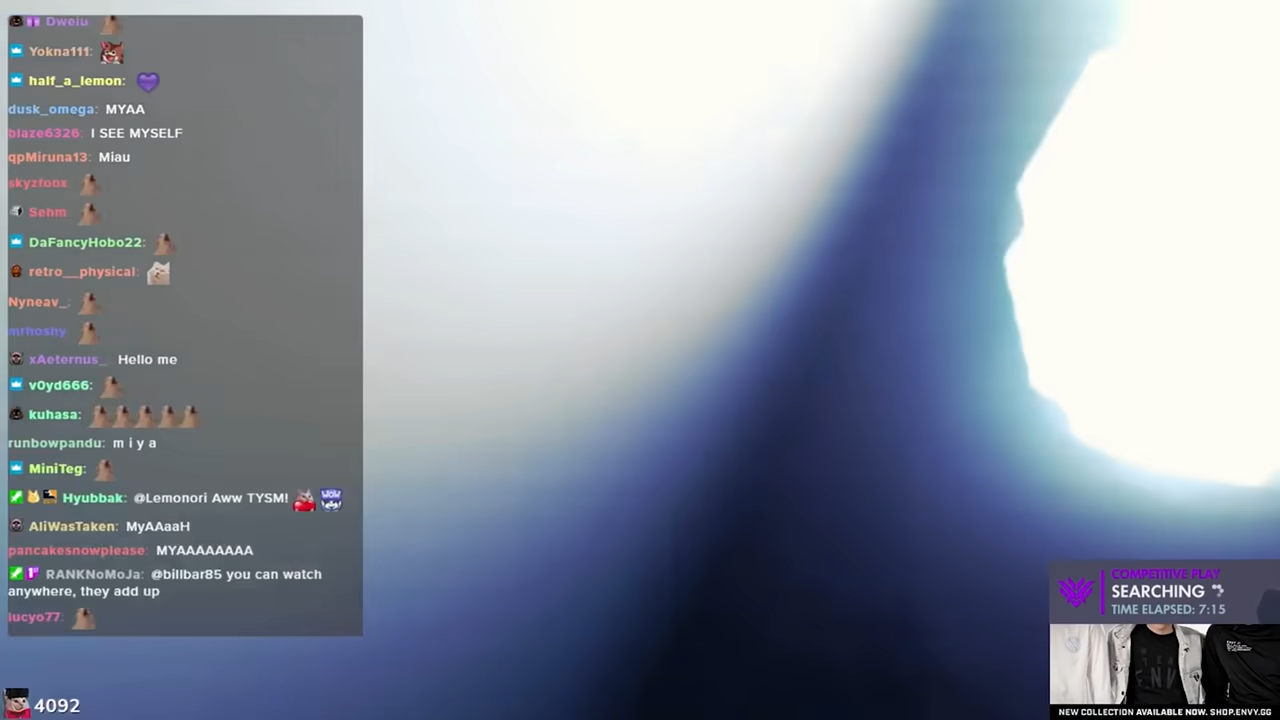 Dweiu
Yokna111:
half_a_lemon:
dusk_omega: MYAA
blaze6326: I SEE MYSELF
qpMiruna13: Miau
skyzfoox
Sehm
DaFancyHobo22:
retro__physical:
Nyneav_:
mrhoshy
xAeternus_ Hello me
v0yd666:
kuhasa:
runbowpandu: m i y a
MiniTeg:
Hyubbak: @Lemonori Aww TYSM! WOW
AliWasTaken: MyAAaaH
pancakesnowplease: MYAAAAAAAA
RANKNoMoJa: @billbar85 you can watch
anywhere, they add up
lucyo77:
4092
COMPETITIVE PLAY
SEARCHING
TIME ELAPSED: 7:15
NEW COLLECTION AVAILABLE NOW. SHOP.ENVY.GG